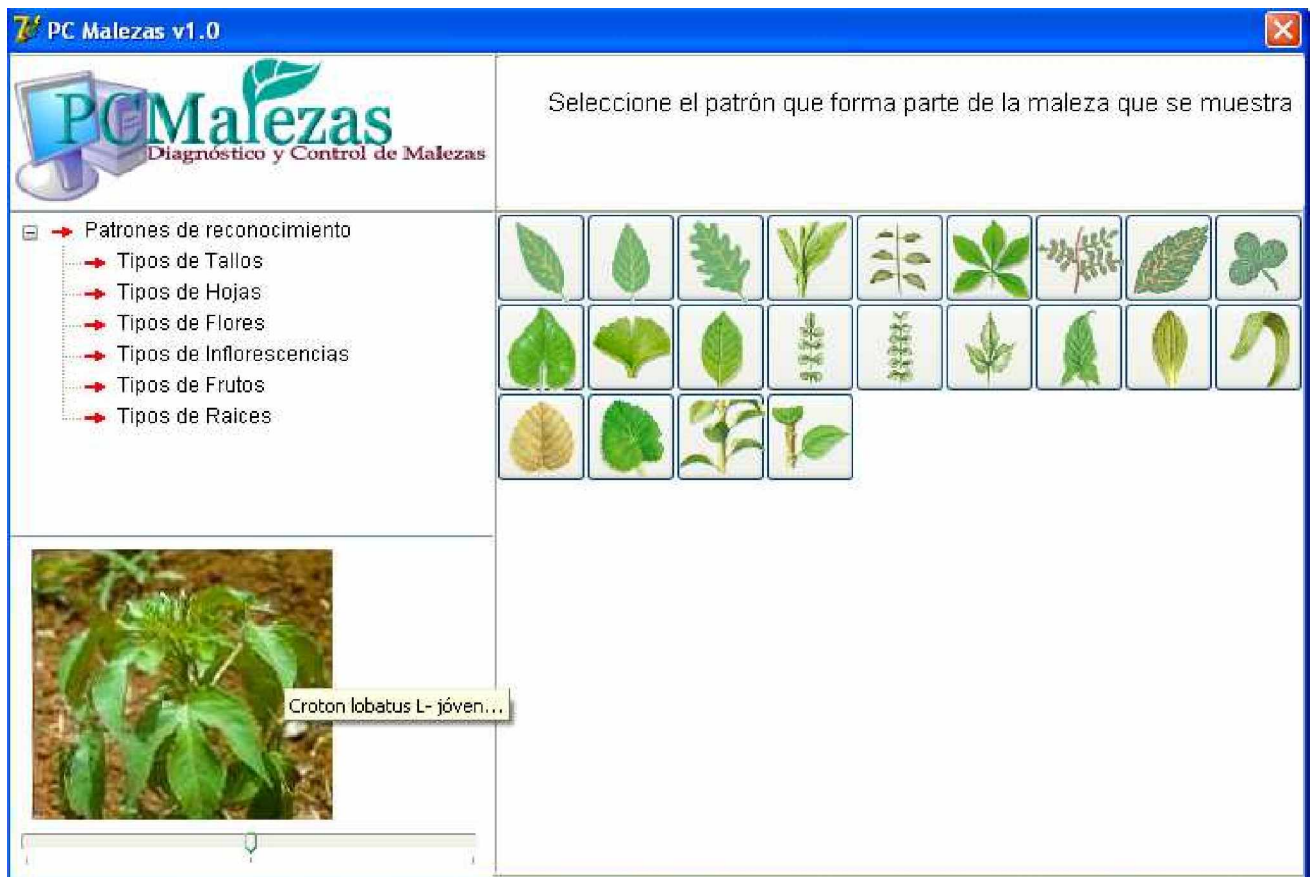 PC Malezas v1.0
PCMalezas
Diagnóstico y Control de Malezas
Seleccione el patrón que forma parte de la maleza que se muestra
Patrones de reconocimiento
Tipos de Tallos
Tipos de Hojas
Tipos de Flores
Tipos de Inflorescencias
Tipos de Frutos
Tipos de Raices
Croton lobatus L- jóven...